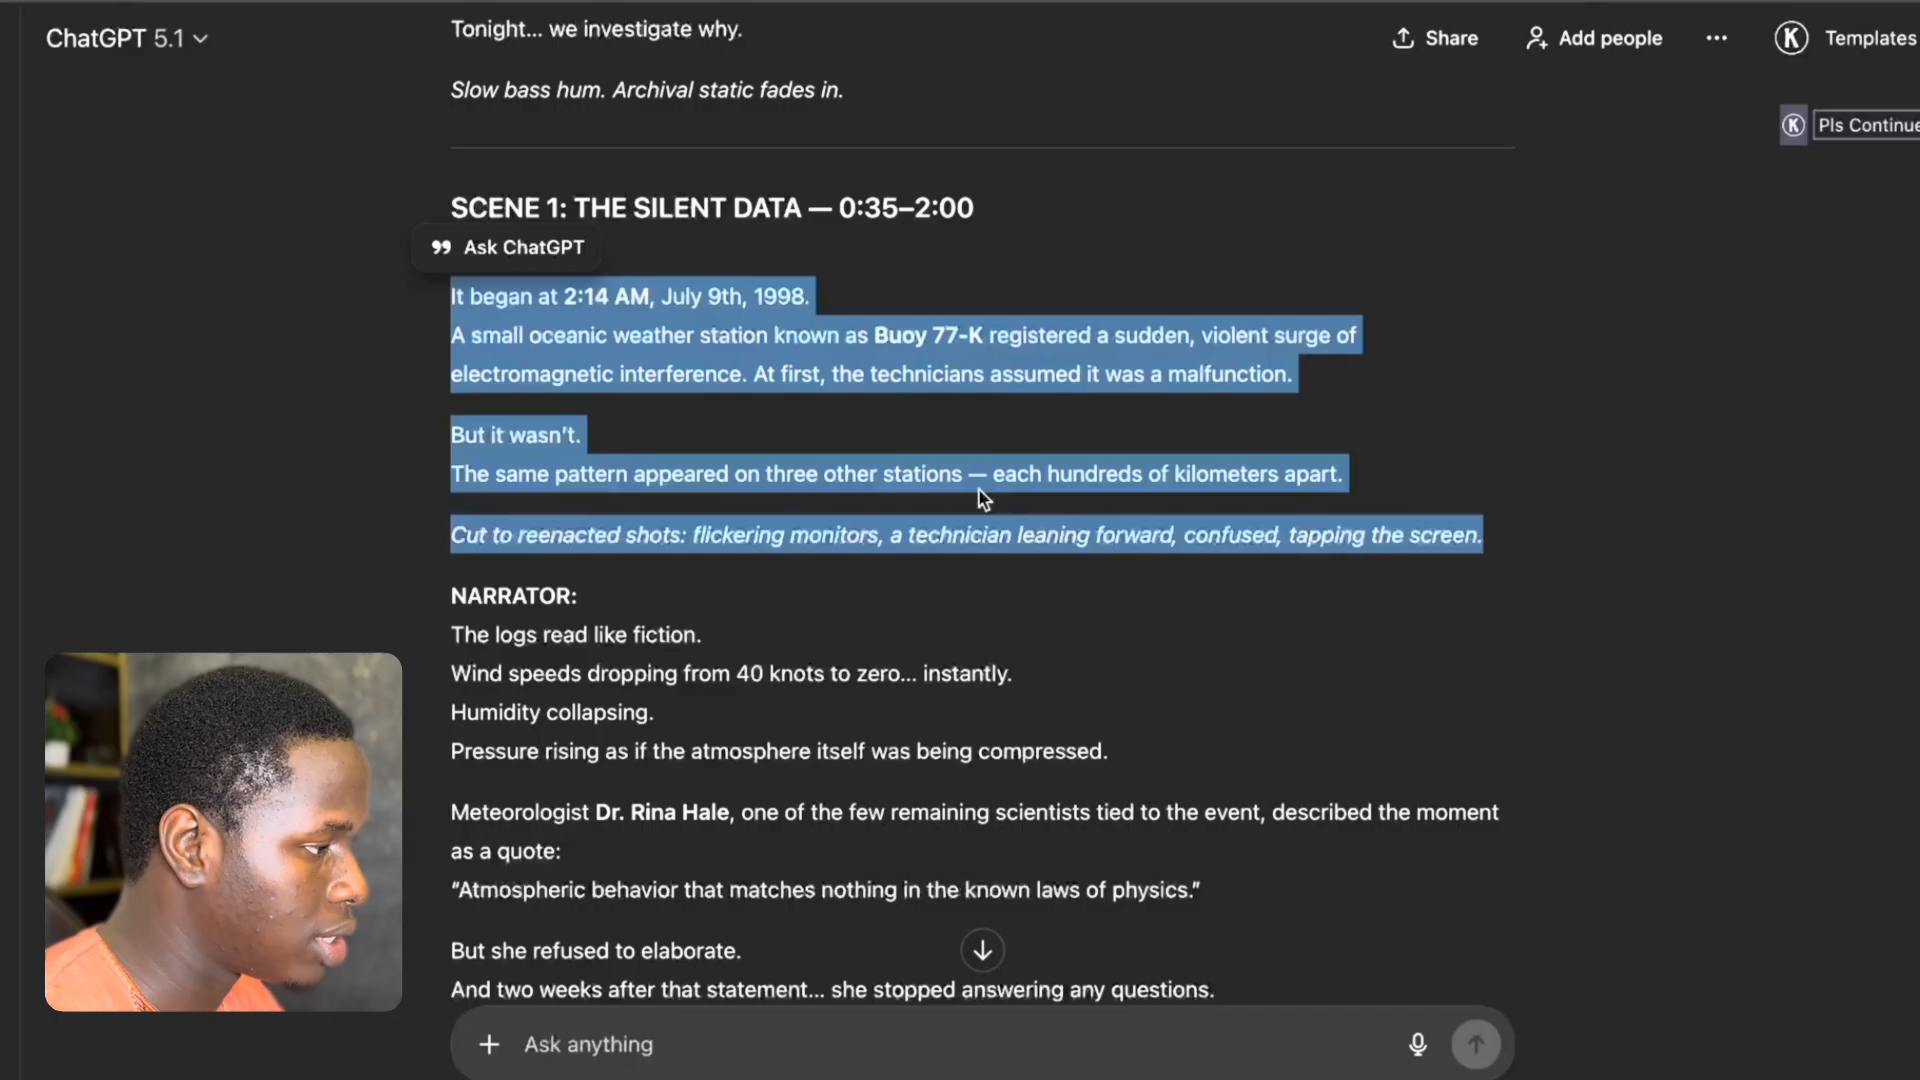 ChatGPT 5.1
Tonight... we investigate why.
Share
Add people
K
Templates
Slow bass hum. Archival static fades in.
K
Pls Continue
SCENE 1: THE SILENT DATA — 0:35–2:00
Ask ChatGPT
It began at 2:14 AM, July 9th, 1998.
A small oceanic weather station known as Buoy 77-K registered a sudden, violent surge of
electromagnetic interference. At first, the technicians assumed it was a malfunction.
But it wasn't.
The same pattern appeared on three other stations — each hundreds of kilometers apart.
Cut to reenacted shots: flickering monitors, a technician leaning forward, confused, tapping the screen.
NARRATOR:
The logs read like fiction.
Wind speeds dropping from 40 knots to zero... instantly.
Humidity collapsing.
Pressure rising as if the atmosphere itself was being compressed.
Meteorologist Dr. Rina Hale, one of the few remaining scientists tied to the event, described the moment
as a quote:
“Atmospheric behavior that matches nothing in the known laws of physics.”
But she refused to elaborate.
And two weeks after that statement... she stopped answering any questions.
Ask anything